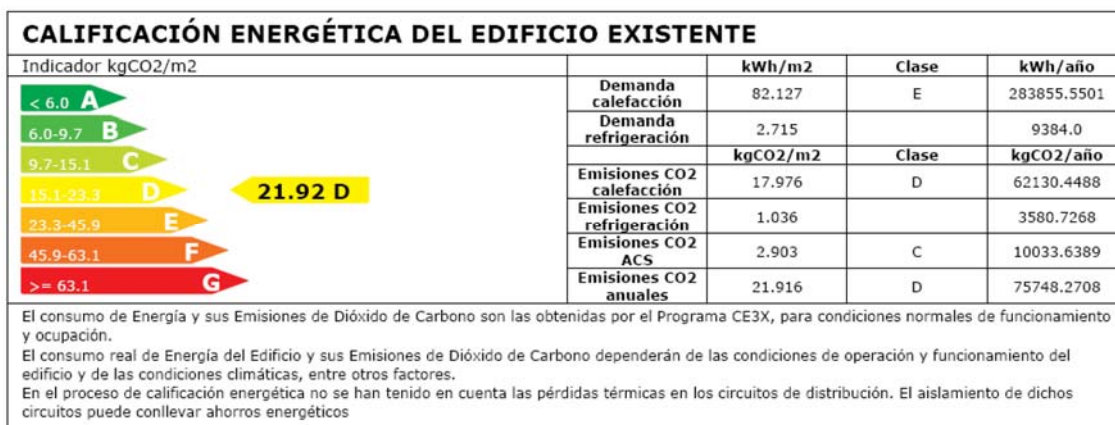 CALIFICACIÓN ENERGÉTICA DEL EDIFICIO EXISTENTE
Indicador kgCO2/m2
kWh/m2 Clase kWh/año
< 6.0 A
6.0-9.7 B
9.7-15.1 C
15.1-23.3 D
21.92 D
23.3-45.9 E
45.9-63.1 F
>= 63.1 G
Demanda
calefacción 82.127 E 283855.5501
Demanda
refrigeración 2.715 9384.0
kgCO2/m2 Clase kgCO2/año
Emisiones CO2
calefacción 17.976 D 62130.4488
Emisiones CO2
refrigeración 1.036 3580.7268
Emisiones CO2
ACS 2.903 C 10033.6389
Emisiones CO2
anuales 21.916 D 75748.2708
El consumo de Energía y sus Emisiones de Dióxido de Carbono son las obtenidas por el Programa CE3X, para condiciones normales de funcionamiento
y ocupación.
El consumo real de Energía del Edificio y sus Emisiones de Dióxido de Carbono dependerán de las condiciones de operación y funcionamiento del
edificio y de las condiciones climáticas, entre otros factores.
En el proceso de calificación energética no se han tenido en cuenta las pérdidas térmicas en los circuitos de distribución. El aislamiento de dichos
circuitos puede conllevar ahorros energéticos